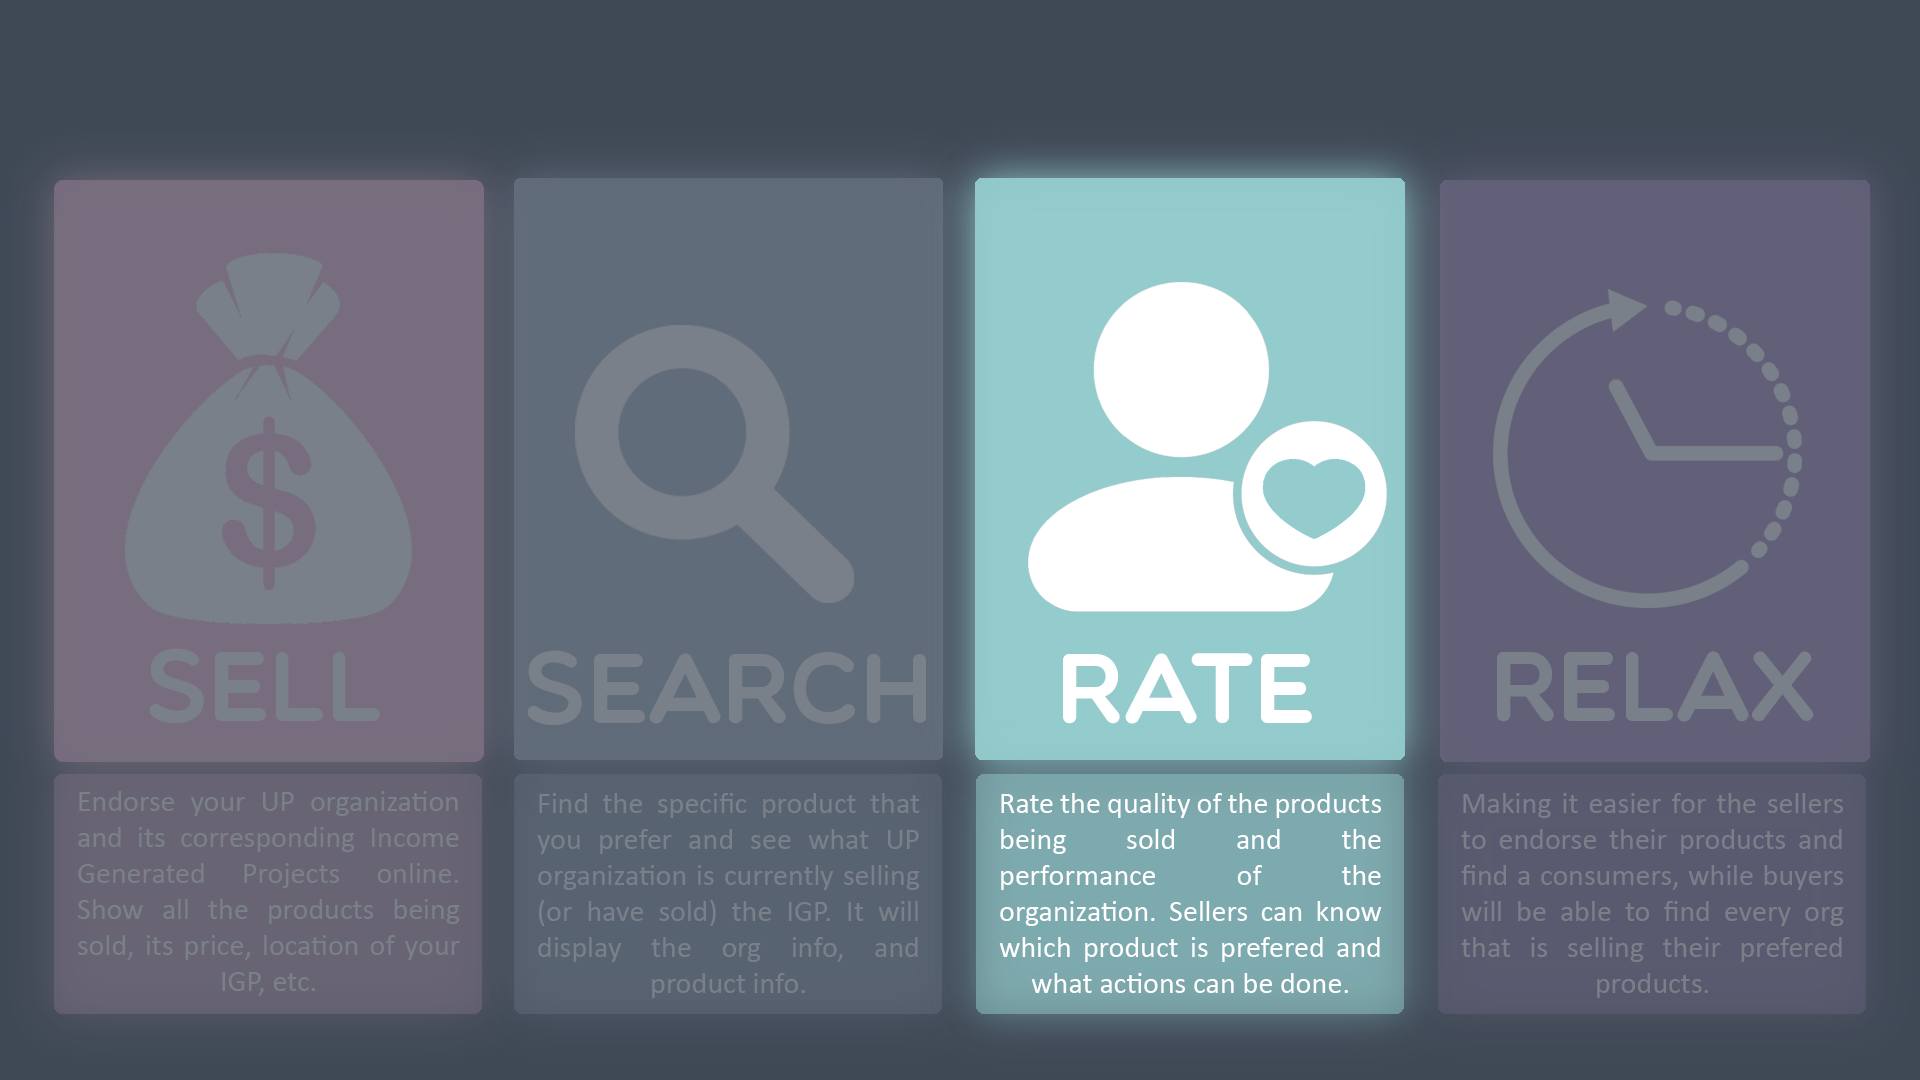 $
SELL
Endorse your UP organization
and its corresponding Income
Generated Projects online.
Show all the products being
sold, its price, location of your
IGP, etc.
SEARCH
Find the specific product that
you prefer and see what UP
organization is currently selling
(or have sold) the IGP. It will
display the org info, and
product info.
RATE
Rate the quality of the products
being sold and the
performance of the
organization. Sellers can know
which product is prefered and
what actions can be done.
RELAX
Making it easier for the sellers
to endorse their products and
find a consumers, while buyers
will be able to find every org
that is selling their prefered
products.